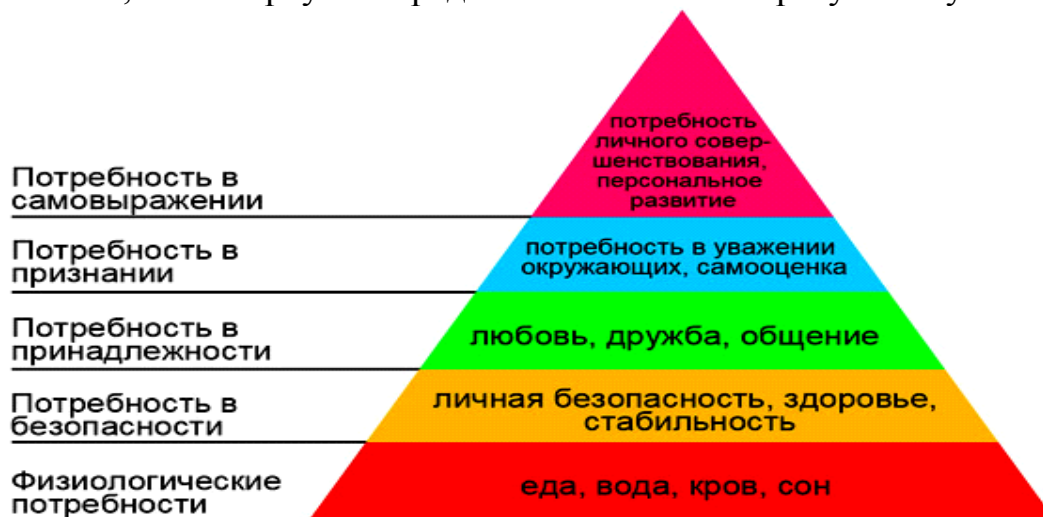 потребность
личного совер-
шенствования,
персональное
развитие
Потребность в
самовыражении
потребность в уважении
окружающих, самооценка
Потребность в
признании
любовь, дружба, общение
Потребность в
принадлежности
личная безопасность, здоровье,
стабильность
Потребность в
безопасности
еда, вода, кров, сон
Физиологические
потребности